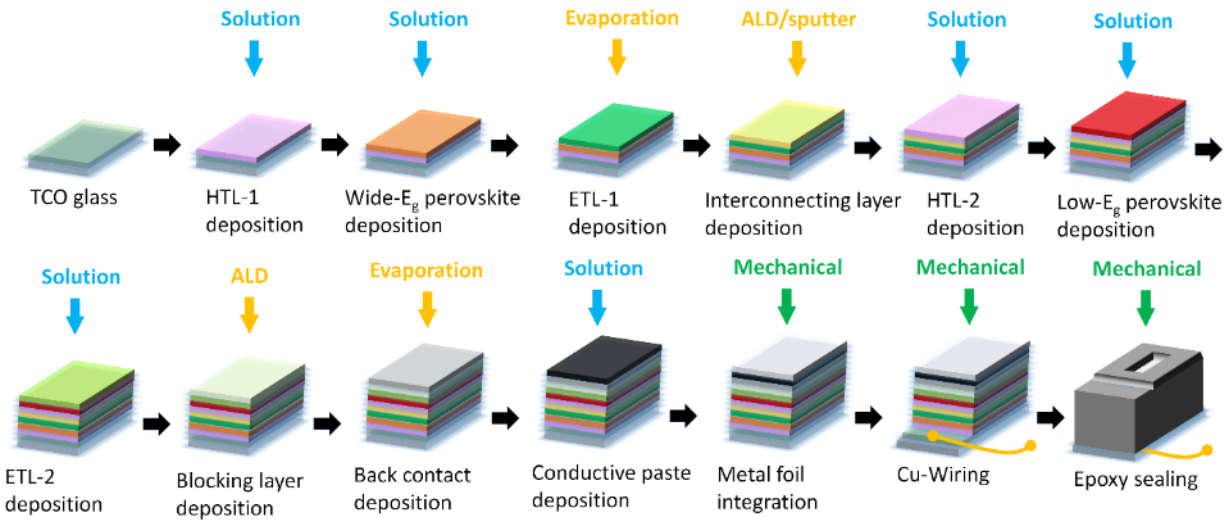 Solution
Solution
Evaporation
ALD/sputter
Solution
Solution
TCO glass
HTL-1
deposition
Wide-Eg perovskite
deposition
ETL-1
deposition
Interconnecting layer
deposition
HTL-2
deposition
Low-Eg perovskite
deposition
Solution
ALD
Evaporation
Solution
Mechanical
Mechanical
Mechanical
ETL-2
deposition
Blocking layer
deposition
Back contact
deposition
Conductive paste
deposition
Metal foil
integration
Cu-Wiring
Epoxy sealing